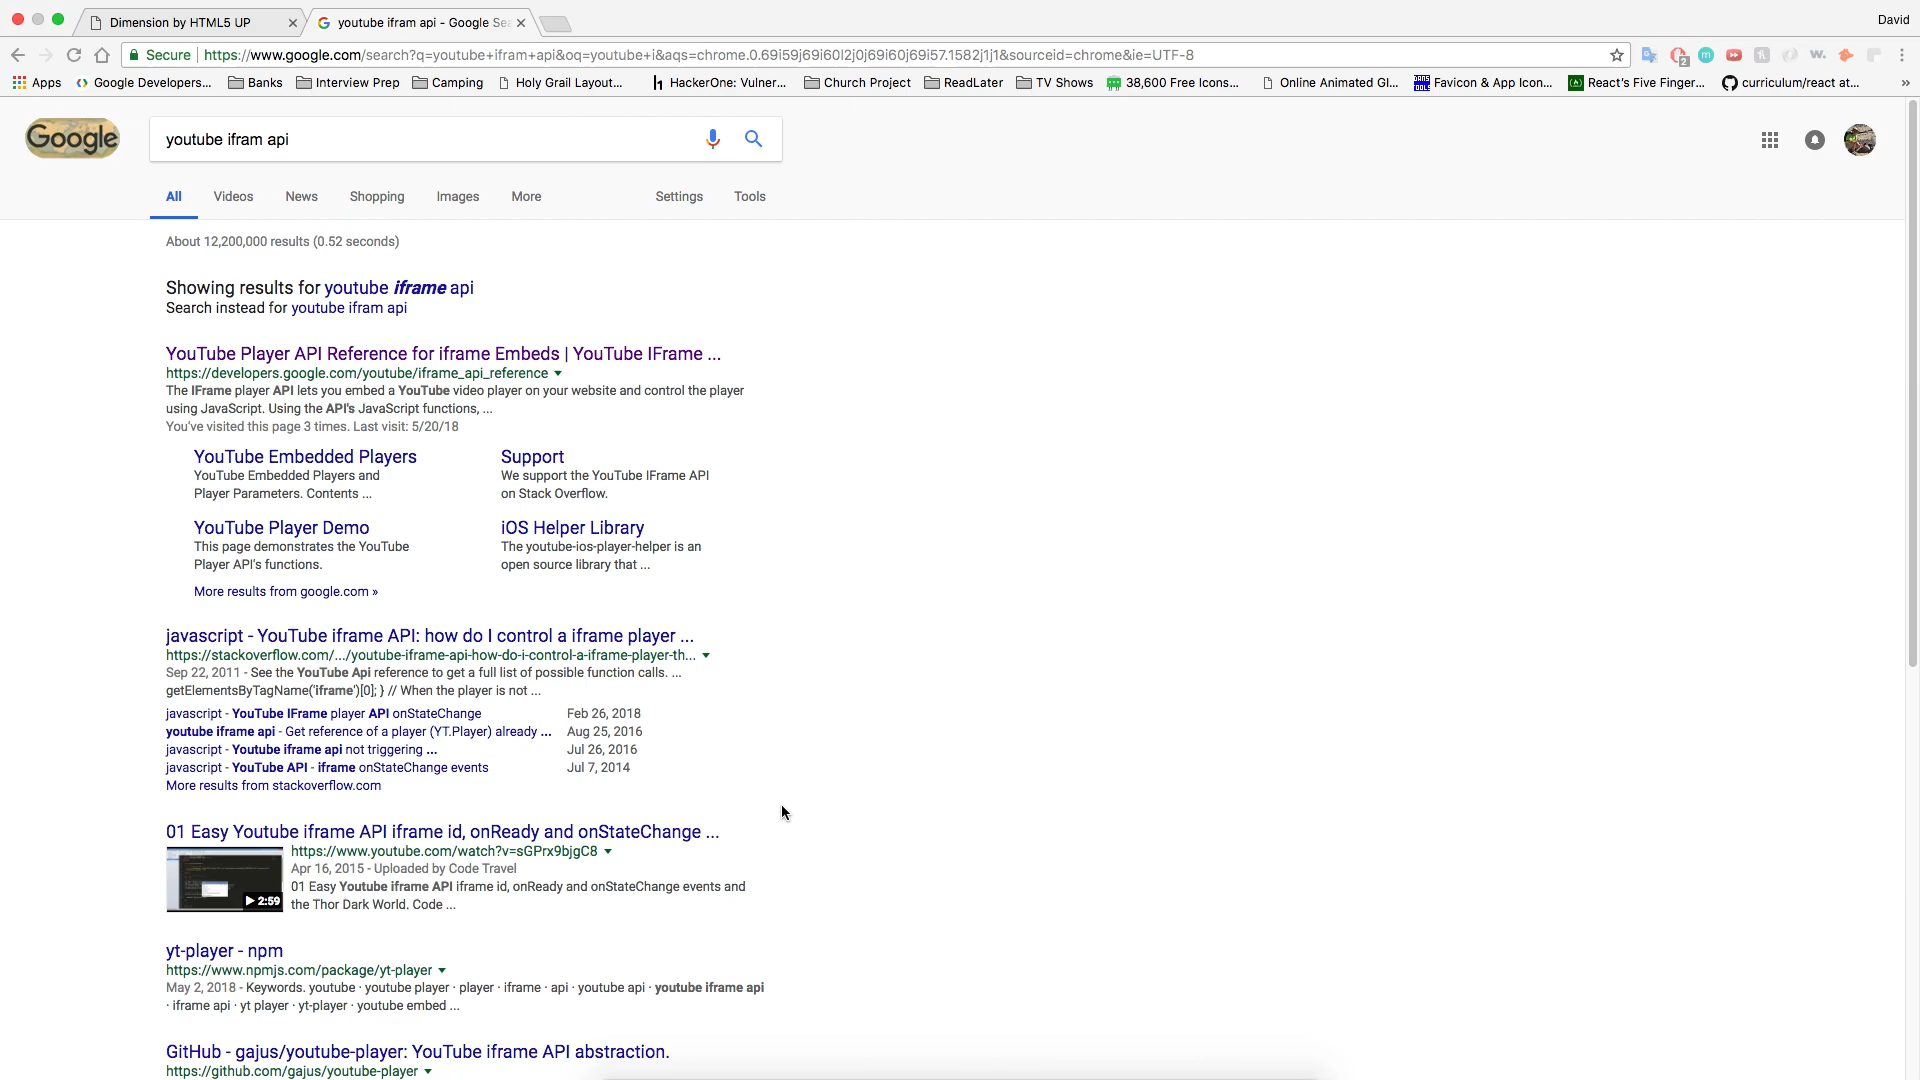 Dimension by HTML5 UP
youtube ifram api - Google Sea
David
Secure https://www.google.com/search?q=youtube+ifram+api&oq=youtube+i&aqs=chrome.0.69i59j69i60l2j0j69i60j69i57.1582j1j1&sourceid=chrome&ie=UTF-8
2
Apps Google Developers... Banks Interview Prep Camping Holy Grail Layout... HackerOne: Vulner... Church Project ReadLater TV Shows 38,600 Free Icons... Online Animated GI... Favicon & App Icon... React's Five Finger... curriculum/react at... »
Google
youtube ifram api
All Videos News Shopping Images More Settings Tools
About 12,200,000 results (0.52 seconds)
Showing results for youtube iframe api
Search instead for youtube ifram api
YouTube Player API Reference for iframe Embeds | YouTube IFrame ...
https://developers.google.com/youtube/iframe_api_reference
The IFrame player API lets you embed a YouTube video player on your website and control the player
using JavaScript. Using the API's JavaScript functions, ...
You've visited this page 3 times. Last visit: 5/20/18
YouTube Embedded Players
YouTube Embedded Players and
Player Parameters. Contents ...
Support
We support the YouTube IFrame API
on Stack Overflow.
YouTube Player Demo
This page demonstrates the YouTube
Player API's functions.
iOS Helper Library
The youtube-ios-player-helper is an
open source library that ...
More results from google.com »
javascript - YouTube iframe API: how do I control a iframe player ...
https://stackoverflow.com/.../youtube-iframe-api-how-do-i-control-a-iframe-player-th...
Sep 22, 2011 - See the YouTube Api reference to get a full list of possible function calls. ...
getElementsByTagName('iframe')[0]; } // When the player is not ...
javascript - YouTube IFrame player API onStateChange Feb 26, 2018
youtube iframe api - Get reference of a player (YT.Player) already ... Aug 25, 2016
javascript - Youtube iframe api not triggering ... Jul 26, 2016
javascript - YouTube API - iframe onStateChange events Jul 7, 2014
More results from stackoverflow.com
01 Easy Youtube iframe API iframe id, onReady and onStateChange ...
https://www.youtube.com/watch?v=sGPrx9bjgC8
Apr 16, 2015 - Uploaded by Code Travel
01 Easy Youtube iframe API iframe id, onReady and onStateChange events and
the Thor Dark World. Code ...
2:59
yt-player - npm
https://www.npmjs.com/package/yt-player
May 2, 2018 - Keywords. youtube · youtube player · player · iframe · api · youtube api · youtube iframe api
· iframe api · yt player · yt-player · youtube embed ...
GitHub - gajus/youtube-player: YouTube iframe API abstraction.
https://github.com/gajus/youtube-player